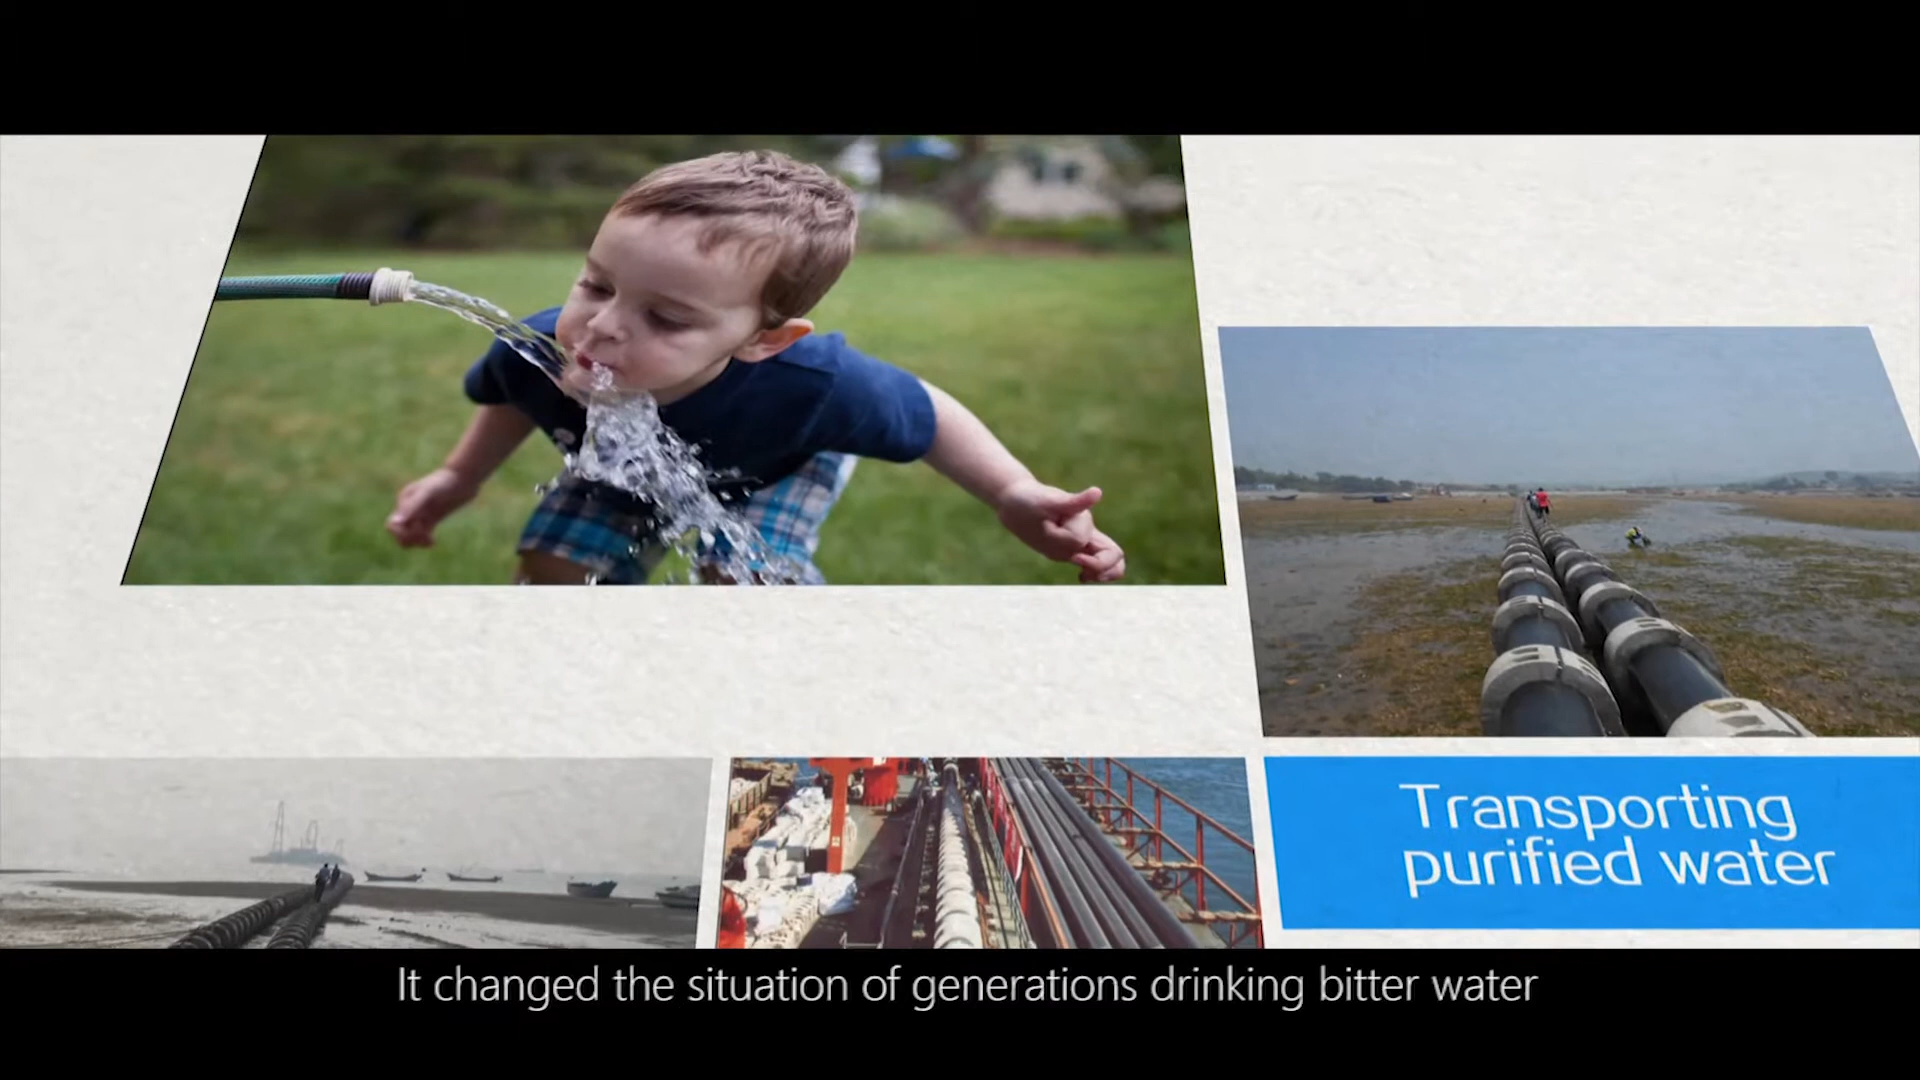 Transporting
purified water
It changed the situation of generations drinking bitter water